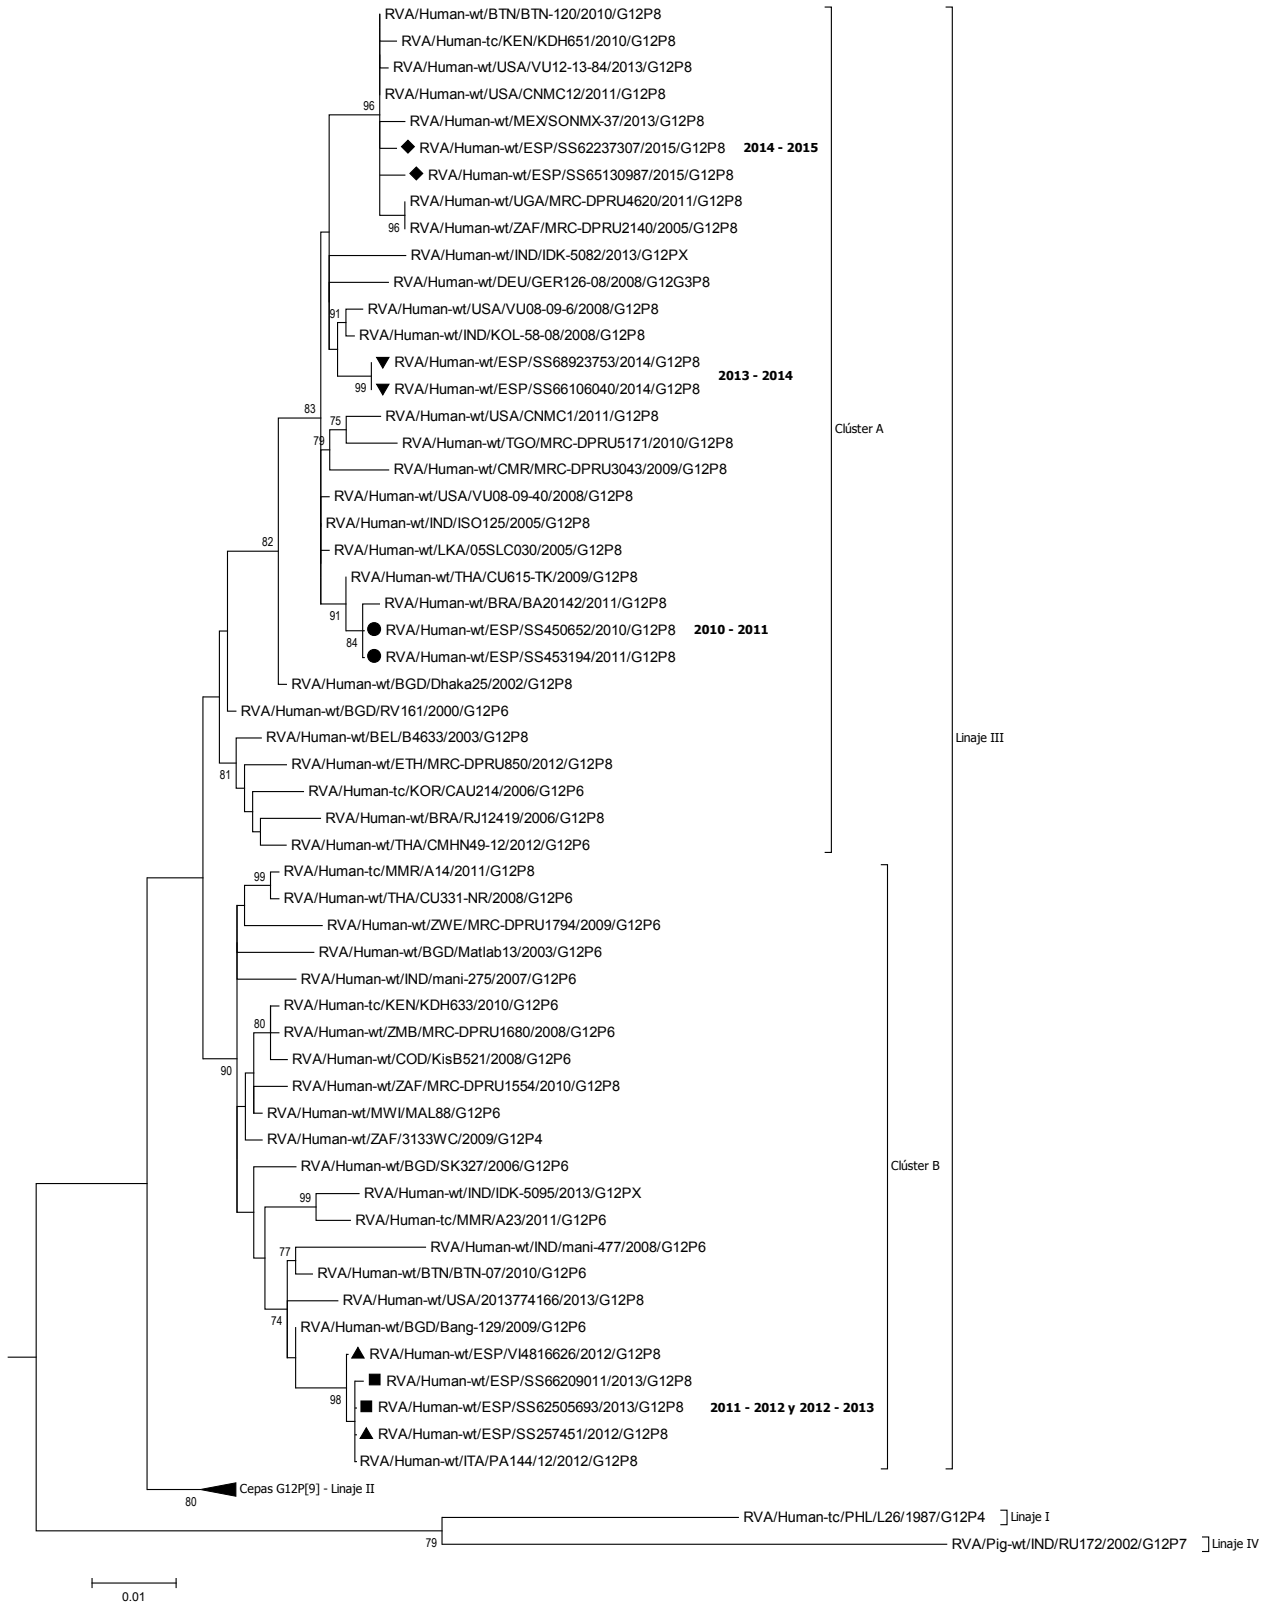 RVA/Human-wt/BTN/BTN-120/2010/G12P8
RVA/Human-tc/KEN/KDH651/2010/G12P8
RVA/Human-wt/USA/VU12-13-84/2013/G12P8
RVA/Human-wt/USA/CNMC12/2011/G12P8
96
RVA/Human-wt/MEX/SONMX-37/2013/G12P8
RVA/Human-wt/ESP/SS62237307/2015/G12P8 2014 - 2015
RVA/Human-wt/ESP/SS65130987/2015/G12P8
RVA/Human-wt/UGA/MRC-DPRU4620/2011/G12P8
96 RVA/Human-wt/ZAF/MRC-DPRU2140/2005/G12P8
RVA/Human-wt/IND/IDK-5082/2013/G12PX
RVA/Human-wt/DEU/GER126-08/2008/G12G3P8
91 RVA/Human-wt/USA/VU08-09-6/2008/G12P8
RVA/Human-wt/IND/KOL-58-08/2008/G12P8
RVA/Human-wt/ESP/SS68923753/2014/G12P8
2013 - 2014
99 RVA/Human-wt/ESP/SS66106040/2014/G12P8
83
RVA/Human-wt/USA/CNMC1/2011/G12P8
75
Clúster A
79 RVA/Human-wt/TGO/MRC-DPRU5171/2010/G12P8
RVA/Human-wt/CMR/MRC-DPRU3043/2009/G12P8
RVA/Human-wt/USA/VU08-09-40/2008/G12P8
RVA/Human-wt/IND/ISO125/2005/G12P8
82
RVA/Human-wt/LKA/05SLC030/2005/G12P8
RVA/Human-wt/THA/CU615-TK/2009/G12P8
RVA/Human-wt/BRA/BA20142/2011/G12P8
91
RVA/Human-wt/ESP/SS450652/2010/G12P8 2010 - 2011
84
RVA/Human-wt/ESP/SS453194/2011/G12P8
RVA/Human-wt/BGD/Dhaka25/2002/G12P8
RVA/Human-wt/BGD/RV161/2000/G12P6
RVA/Human-wt/BEL/B4633/2003/G12P8
Linaje III
RVA/Human-wt/ETH/MRC-DPRU850/2012/G12P8
81
RVA/Human-tc/KOR/CAU214/2006/G12P6
RVA/Human-wt/BRA/RJ12419/2006/G12P8
RVA/Human-wt/THA/CMHN49-12/2012/G12P6
RVA/Human-tc/MMR/A14/2011/G12P8
99
RVA/Human-wt/THA/CU331-NR/2008/G12P6
RVA/Human-wt/ZWE/MRC-DPRU1794/2009/G12P6
RVA/Human-wt/BGD/Matlab13/2003/G12P6
RVA/Human-wt/IND/mani-275/2007/G12P6
RVA/Human-tc/KEN/KDH633/2010/G12P6
80
RVA/Human-wt/ZMB/MRC-DPRU1680/2008/G12P6
RVA/Human-wt/COD/KisB521/2008/G12P6
90
RVA/Human-wt/ZAF/MRC-DPRU1554/2010/G12P8
RVA/Human-wt/MWI/MAL88/G12P6
RVA/Human-wt/ZAF/3133WC/2009/G12P4
RVA/Human-wt/BGD/SK327/2006/G12P6
Clúster B
RVA/Human-wt/IND/IDK-5095/2013/G12PX
99
RVA/Human-tc/MMR/A23/2011/G12P6
RVA/Human-wt/IND/mani-477/2008/G12P6
77
RVA/Human-wt/BTN/BTN-07/2010/G12P6
RVA/Human-wt/USA/2013774166/2013/G12P8
74
RVA/Human-wt/BGD/Bang-129/2009/G12P6
RVA/Human-wt/ESP/VI4816626/2012/G12P8
RVA/Human-wt/ESP/SS66209011/2013/G12P8
98
RVA/Human-wt/ESP/SS62505693/2013/G12P8 2011 - 2012 y 2012 - 2013
RVA/Human-wt/ESP/SS257451/2012/G12P8
RVA/Human-wt/ITA/PA144/12/2012/G12P8
Cepas G12P[9] - Linaje II
80
RVA/Human-tc/PHL/L26/1987/G12P4 Linaje I
79
RVA/Pig-wt/IND/RU172/2002/G12P7 Linaje IV
0.01